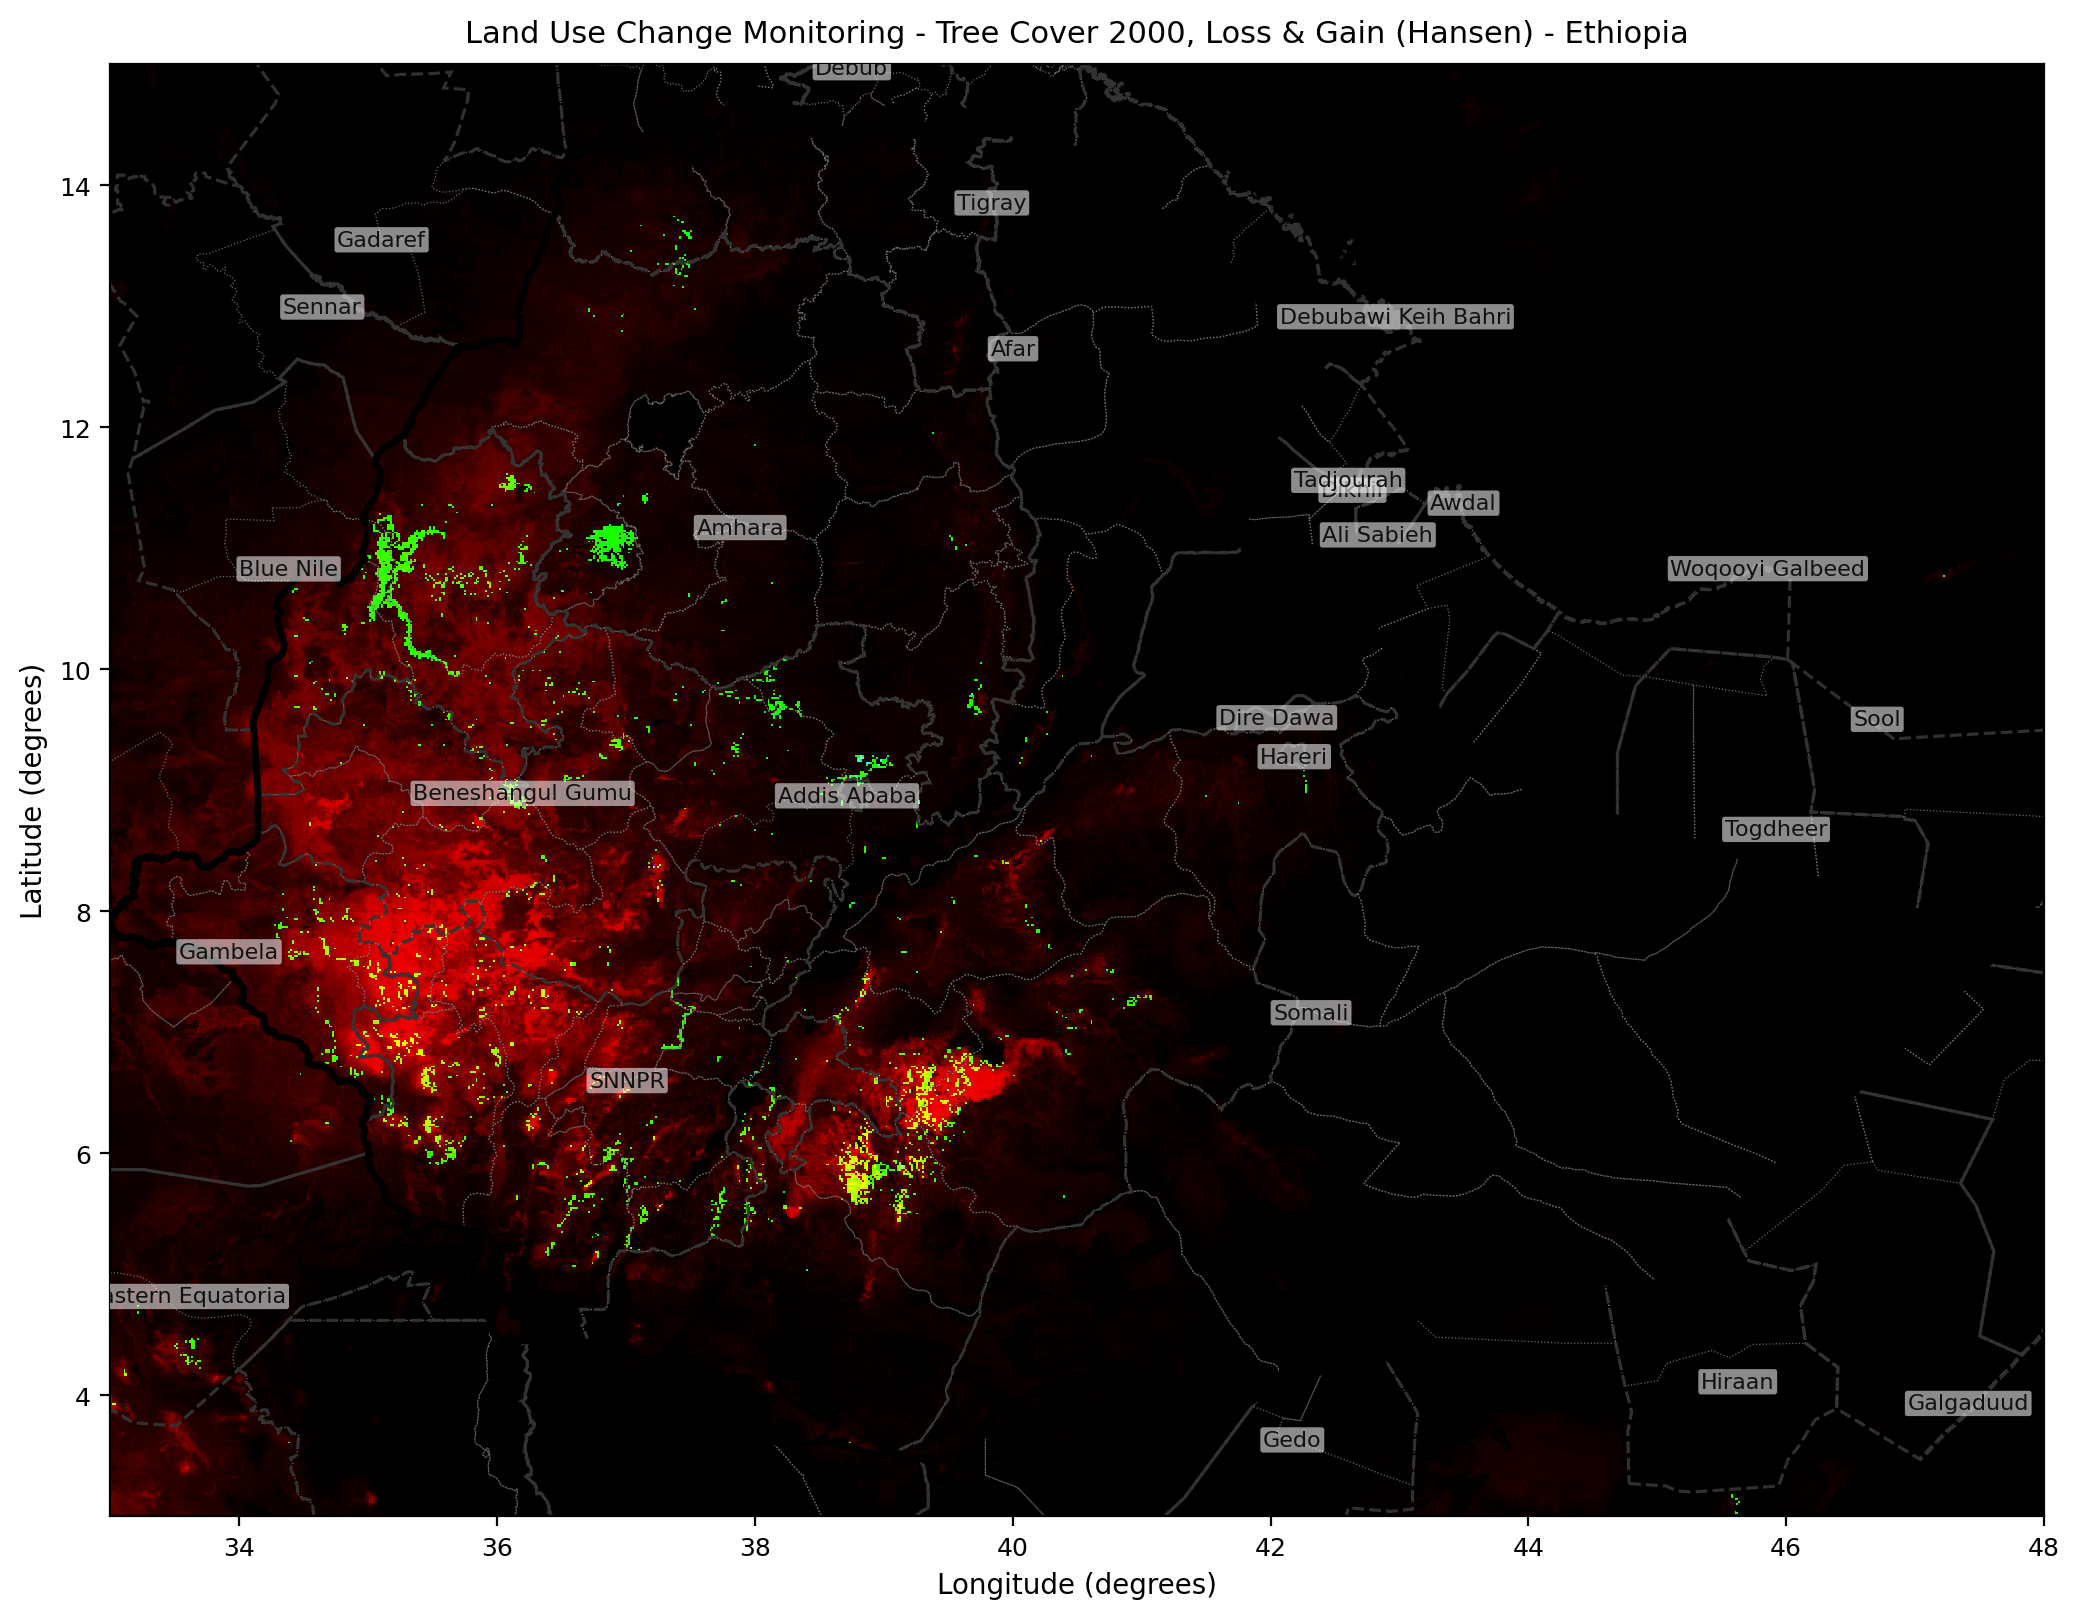 Land Use Change Monitoring - Tree Cover 2000, Loss & Gain (Hansen) - Ethiopia
Debub
14
Tigray
Gadaref
Sennar
Debubawi Keih Bahri
Afar
12
Tadjourah
Dikhil
Awdal
Amhara
Ali Sabieh
Blue Nile
Woqooyi Galbeed
10
Dire Dawa
Sool
Hareri
Beneshangul Gumu
Addis Ababa
Togdheer
8
Gambela
Somali
SNNPR
6
astern Equatoria
4
Hiraan
Galgaduud
Gedo
34 36 38 40 42 44 46 48
Longitude (degrees)
Latitude (degrees)